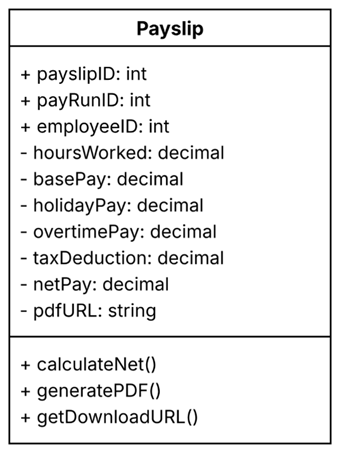 Payslip
+ payslipID: int
+ payRunID: int
+ employeeID: int
- hoursWorked: decimal
- basePay: decimal
- holidayPay: decimal
- overtimePay: decimal
- taxDeduction: decimal
- netPay: decimal
- pdfURL: string
+ calculateNet()
+ generatePDF()
+ getDownloadURL()